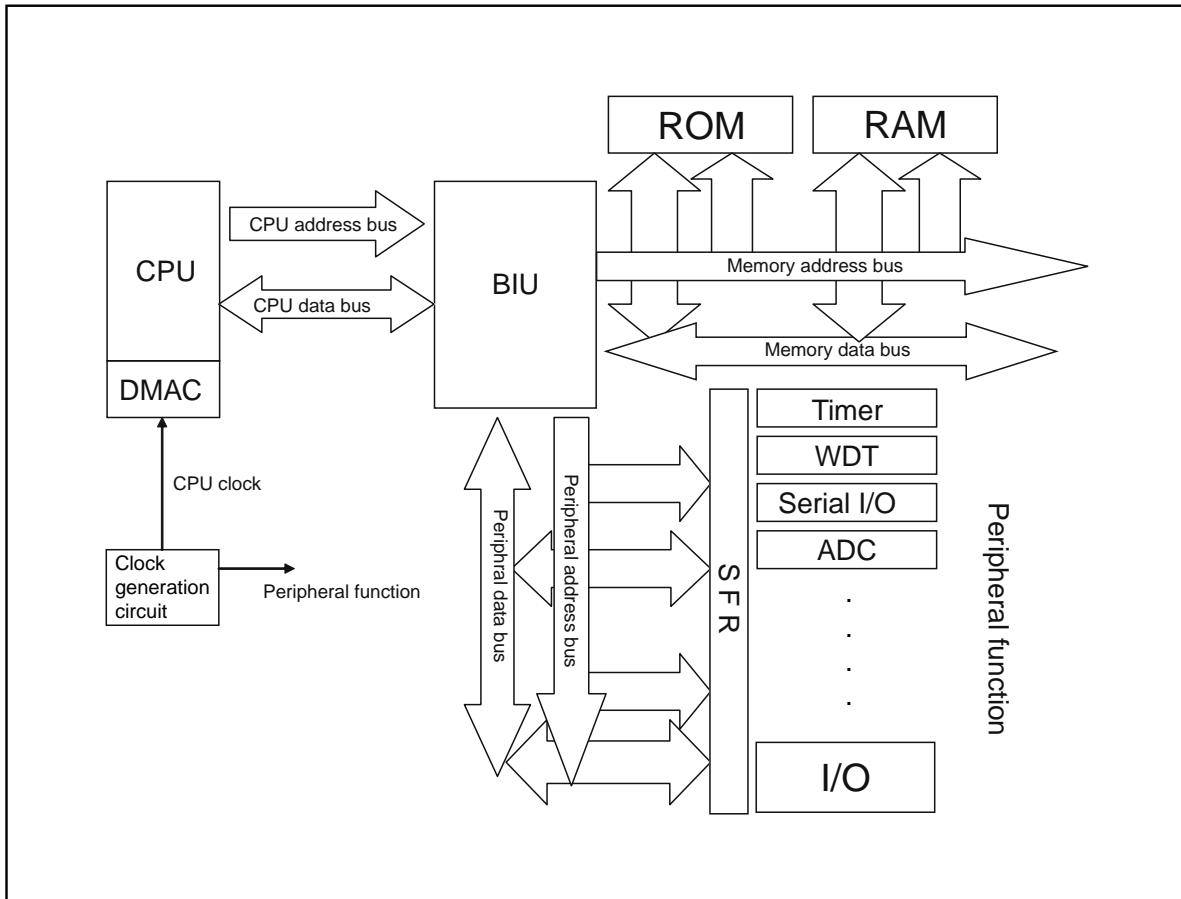 ROM
RAM
CPU
CPU address bus
CPU data bus
BIU
Memory address bus
Memory data bus
DMAC
CPU clock
Clock
generation
circuit
Peripheral function
Periphral data bus
Peripheral address bus
S F R
Timer
WDT
Serial I/O
ADC
.
.
.
.
I/O
Peripheral function